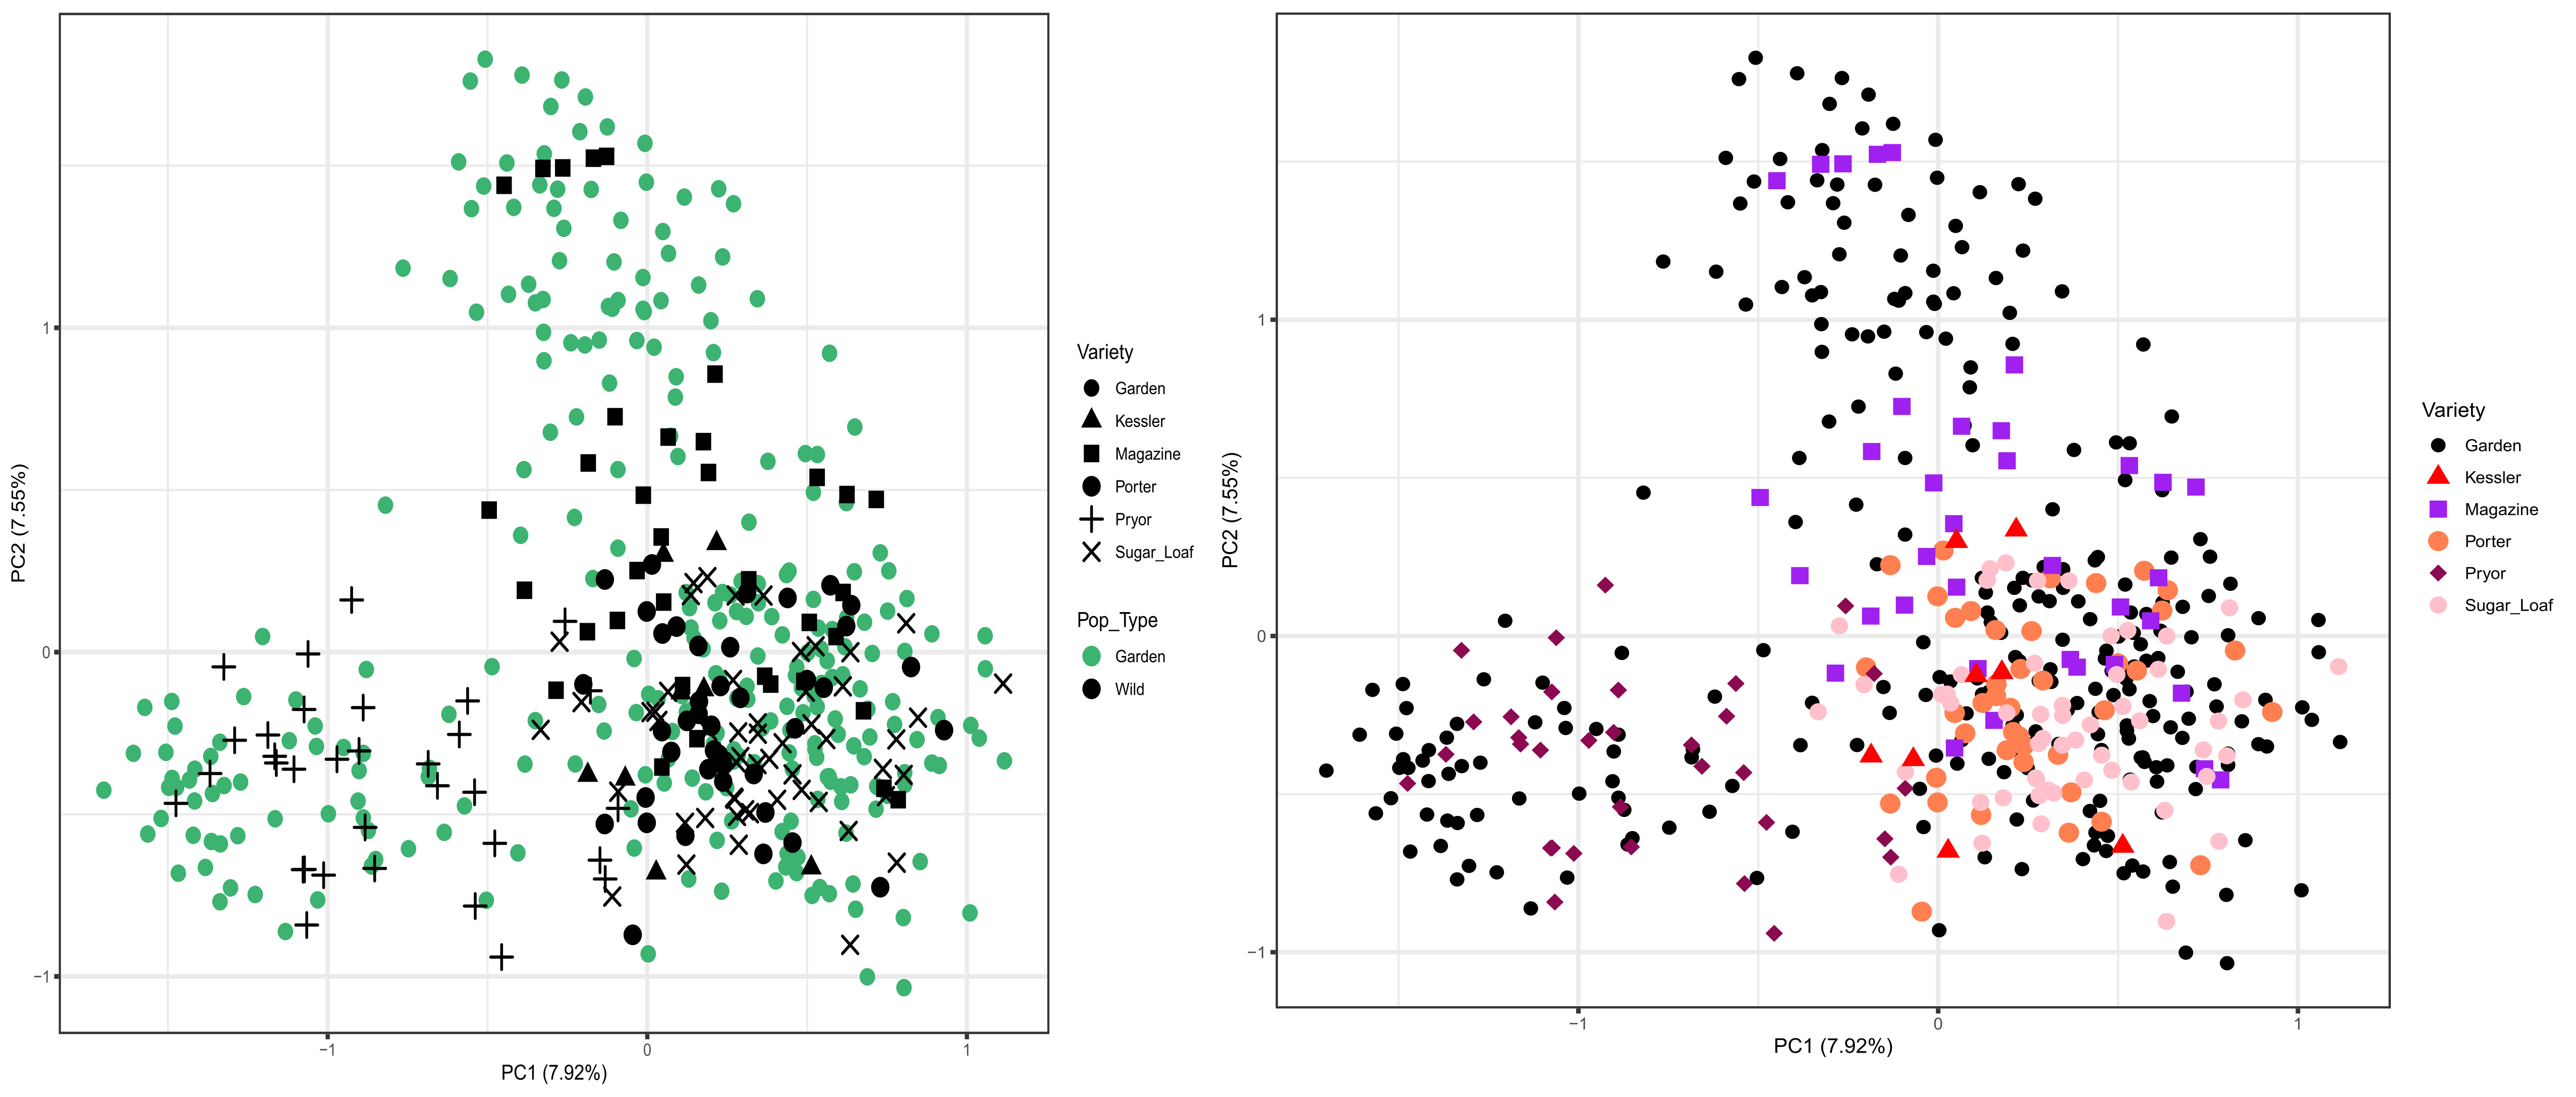 PC2 (7.55%)
1
0
−1
−1
0
1
PC1 (7.92%)
Variety
Garden
Kessler
Magazine
Porter
Pryor
Sugar_Loaf
Pop_Type
Garden
Wild
PC2 (7.55%)
1
0
−1
−1
0
1
PC1 (7.92%)
Variety
Garden
Kessler
Magazine
Porter
Pryor
Sugar_Loaf